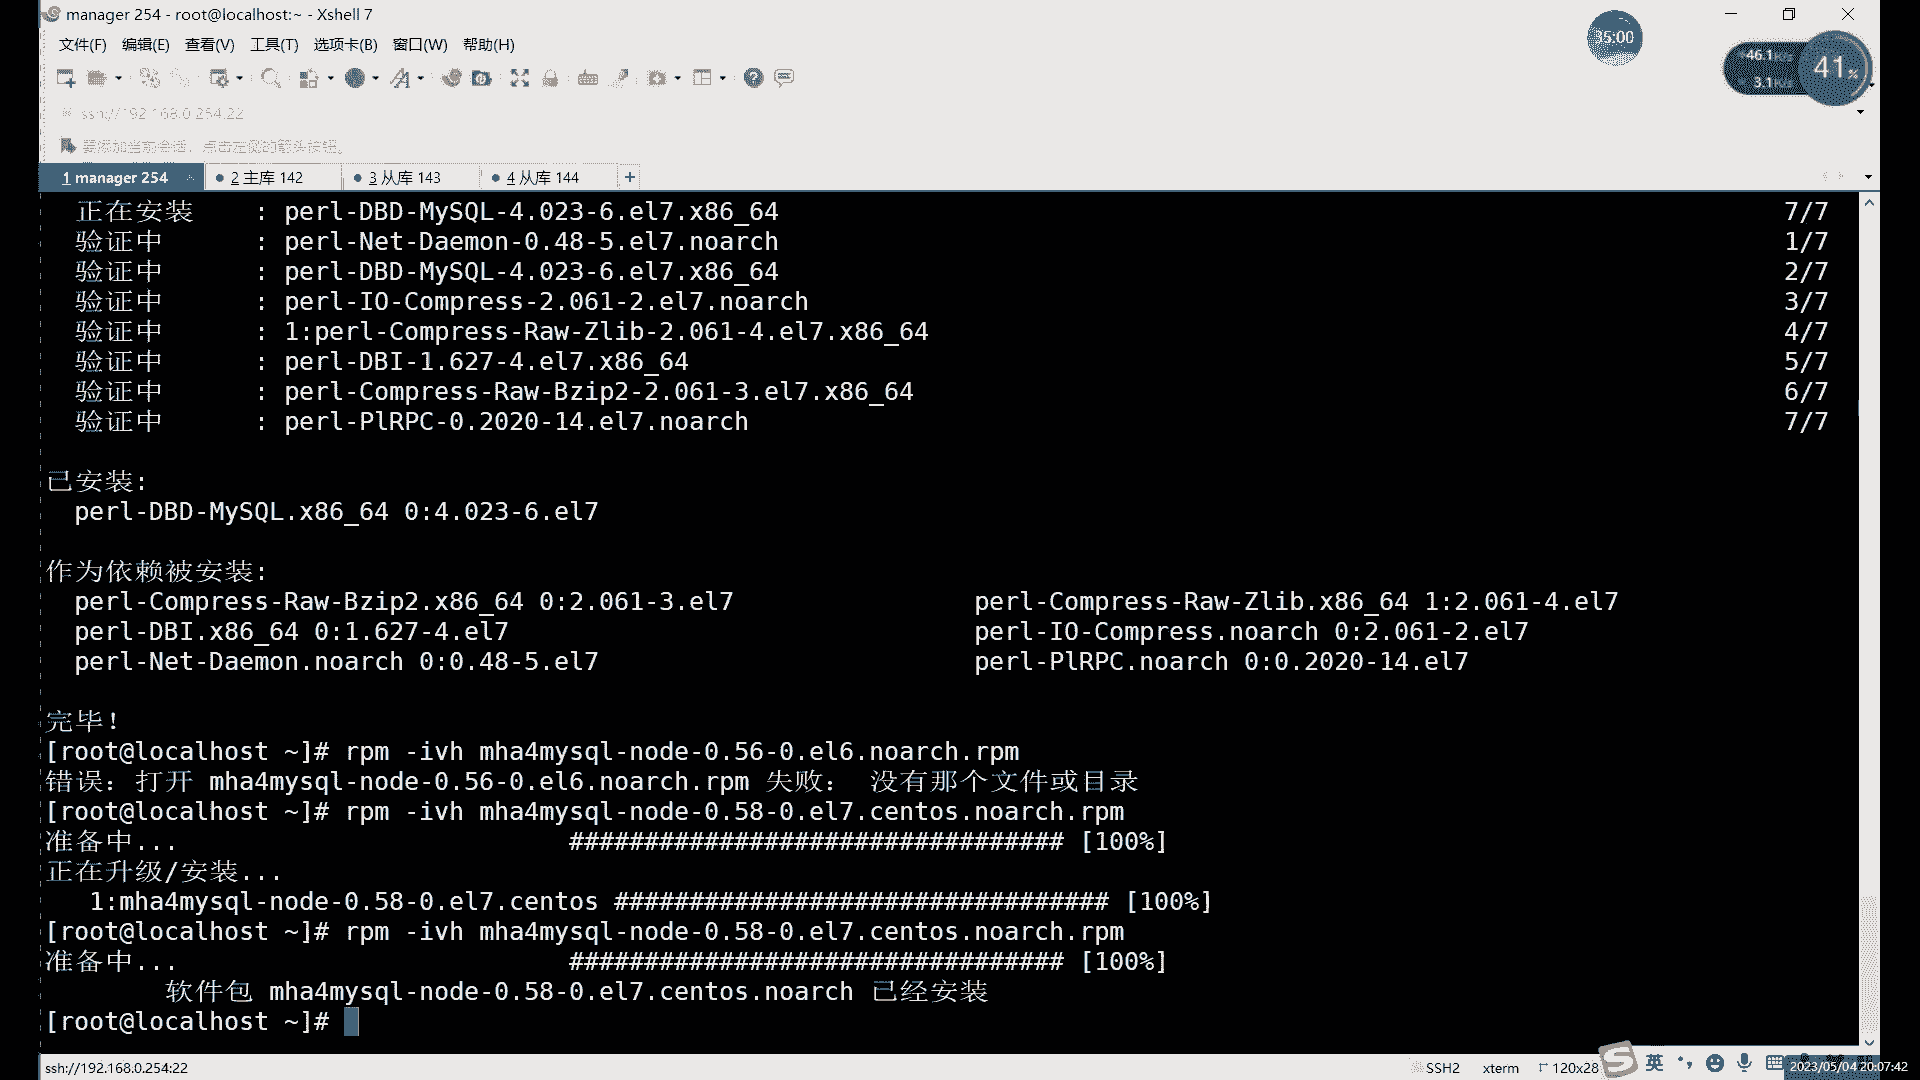 manager 254 - root@localhost:~ - Xshell 7
文件(F) 编辑(E) 查看(V) 工具(T) 选项卡(B) 窗口(W) 帮助(H)
35:00
46.1K/s
3.1K/s
41%
ssh://192.168.0.254:22
要添加当前会话，点击左侧的箭头按钮。
1 manager 254
2 主库 142
3 从库 143
4 从库 144
+
正在安装 : perl-DBD-MySQL-4.023-6.el7.x86_64 7/7
验证中 : perl-Net-Daemon-0.48-5.el7.noarch 1/7
验证中 : perl-DBD-MySQL-4.023-6.el7.x86_64 2/7
验证中 : perl-IO-Compress-2.061-2.el7.noarch 3/7
验证中 : 1:perl-Compress-Raw-Zlib-2.061-4.el7.x86_64 4/7
验证中 : perl-DBI-1.627-4.el7.x86_64 5/7
验证中 : perl-Compress-Raw-Bzip2-2.061-3.el7.x86_64 6/7
验证中 : perl-PlRPC-0.2020-14.el7.noarch 7/7
已安装:
perl-DBD-MySQL.x86_64 0:4.023-6.el7
作为依赖被安装:
perl-Compress-Raw-Bzip2.x86_64 0:2.061-3.el7 perl-Compress-Raw-Zlib.x86_64 1:2.061-4.el7
perl-DBI.x86_64 0:1.627-4.el7 perl-IO-Compress.noarch 0:2.061-2.el7
perl-Net-Daemon.noarch 0:0.48-5.el7 perl-PlRPC.noarch 0:0.2020-14.el7
完毕！
[root@localhost ~]# rpm -ivh mha4mysql-node-0.56-0.el6.noarch.rpm
错误：打开 mha4mysql-node-0.56-0.el6.noarch.rpm 失败： 没有那个文件或目录
[root@localhost ~]# rpm -ivh mha4mysql-node-0.58-0.el7.centos.noarch.rpm
准备中... ################################# [100%]
正在升级/安装...
1:mha4mysql-node-0.58-0.el7.centos ################################# [100%]
[root@localhost ~]# rpm -ivh mha4mysql-node-0.58-0.el7.centos.noarch.rpm
准备中... ################################# [100%]
软件包 mha4mysql-node-0.58-0.el7.centos.noarch 已经安装
[root@localhost ~]#
ssh://192.168.0.254:22
SSH2 xterm 120x28
英
2023/05/04 20:07:42